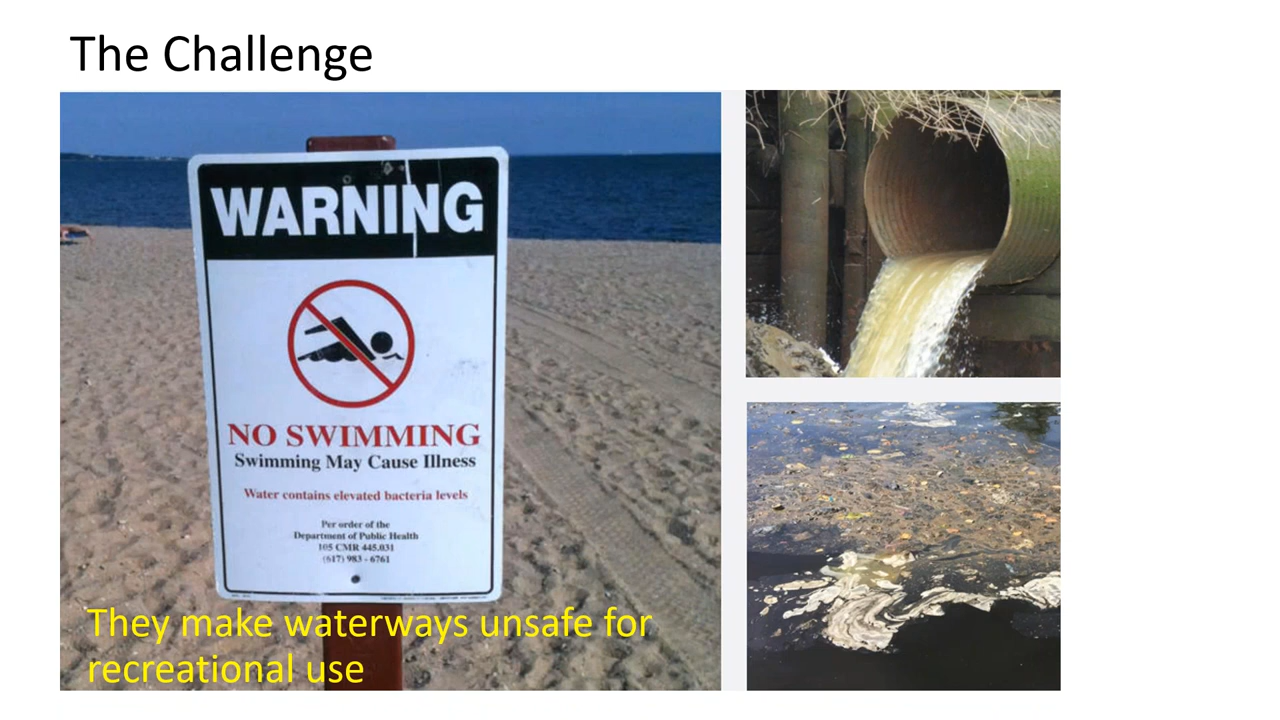 The Challenge
WARNING
NO SWIMMING
Swimming May Cause Illness
Water contains elevated bacteria levels
Per order of the
Department of Public Health
105 CMR 445.031
(617) 983 - 6761
They make waterways unsafe for
recreational use